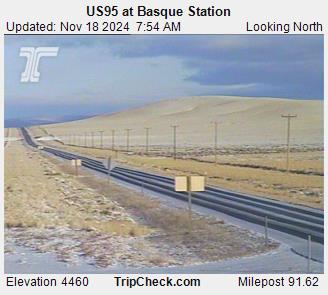 US95 at Basque Station
Updated: Nov 18 2024 7:54 AM Looking North
Elevation 4460 TripCheck.com Milepost 91.62